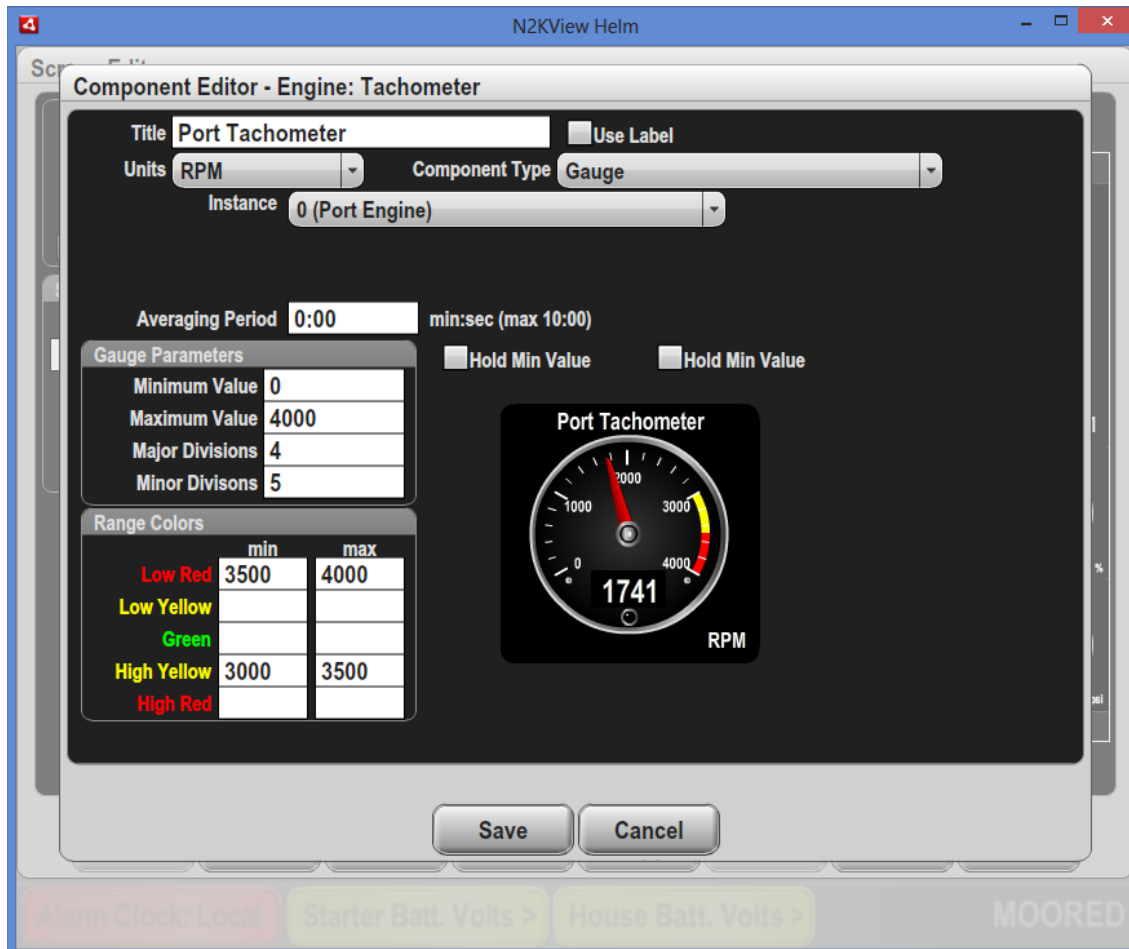 N2KView Helm
Component Editor - Engine: Tachometer
Title Port Tachometer Use Label
Units RPM Component Type Gauge
Instance 0 (Port Engine)
Averaging Period 0:00 min:sec (max 10:00)
Gauge Parameters Hold Min Value Hold Min Value
Minimum Value 0
Maximum Value 4000
Major Divisions 4
Minor Divisons 5
Port Tachometer
2000
1000 3000
0 4000
1741
RPM
Range Colors
min max
Low Red 3500 4000
Low Yellow
Green
High Yellow 3000 3500
High Red
%
psi
Save Cancel
Alarm Clock: Local Starter Batt. Volts > House Batt. Volts > MOORED